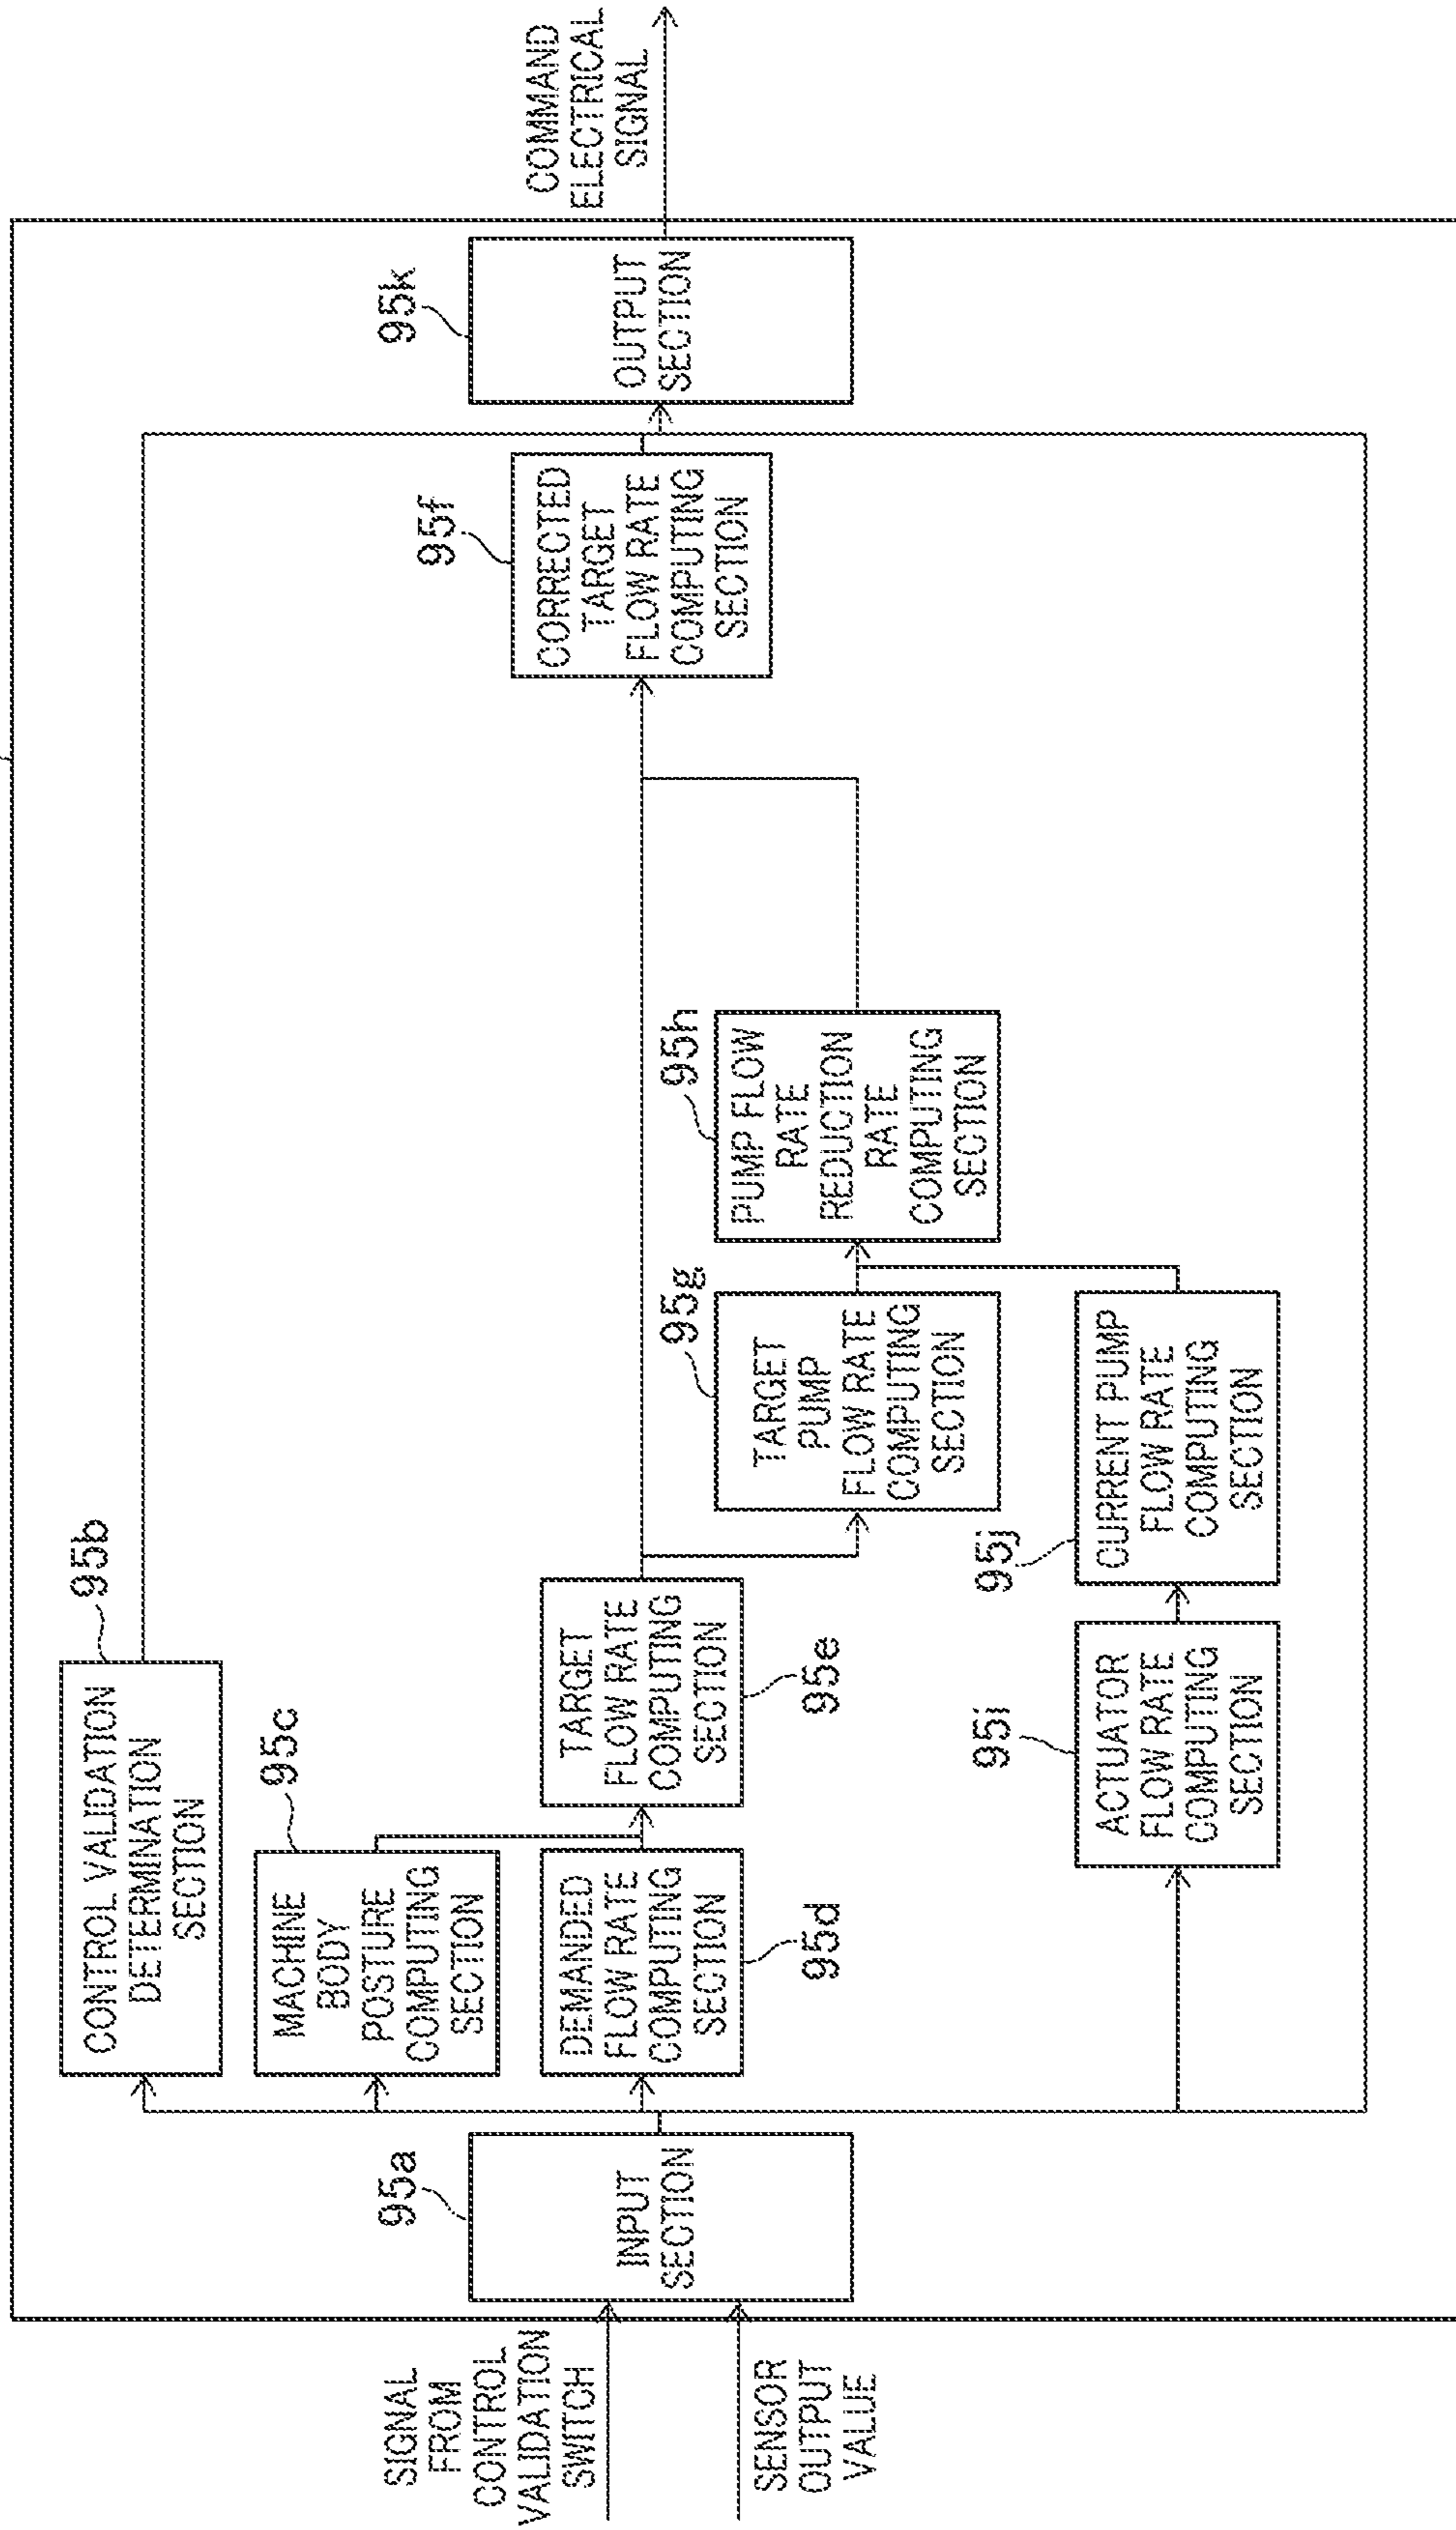 SIGNAL
FROM
CONTROL
VALIDATION
SWITCH
SENSOR
OUTPUT
VALUE
95a
INPUT
SECTION
95b
CONTROL VALIDATION
DETERMINATION
SECTION
95c
MACHINE
BODY
POSTURE
COMPUTING
SECTION
DEMANDED
FLOW RATE
COMPUTING
SECTION
95d
TARGET
FLOW RATE
COMPUTING
SECTION
95e
95i
ACTUATOR
FLOW RATE
COMPUTING
SECTION
95j
CURRENT PUMP
FLOW RATE
COMPUTING
SECTION
95g
TARGET
PUMP
FLOW RATE
COMPUTING
SECTION
95h
PUMP FLOW
RATE
REDUCTION
RATE
COMPUTING
SECTION
95f
CORRECTED
TARGET
FLOW RATE
COMPUTING
SECTION
95k
OUTPUT
SECTION
COMMAND
ELECTRICAL
SIGNAL